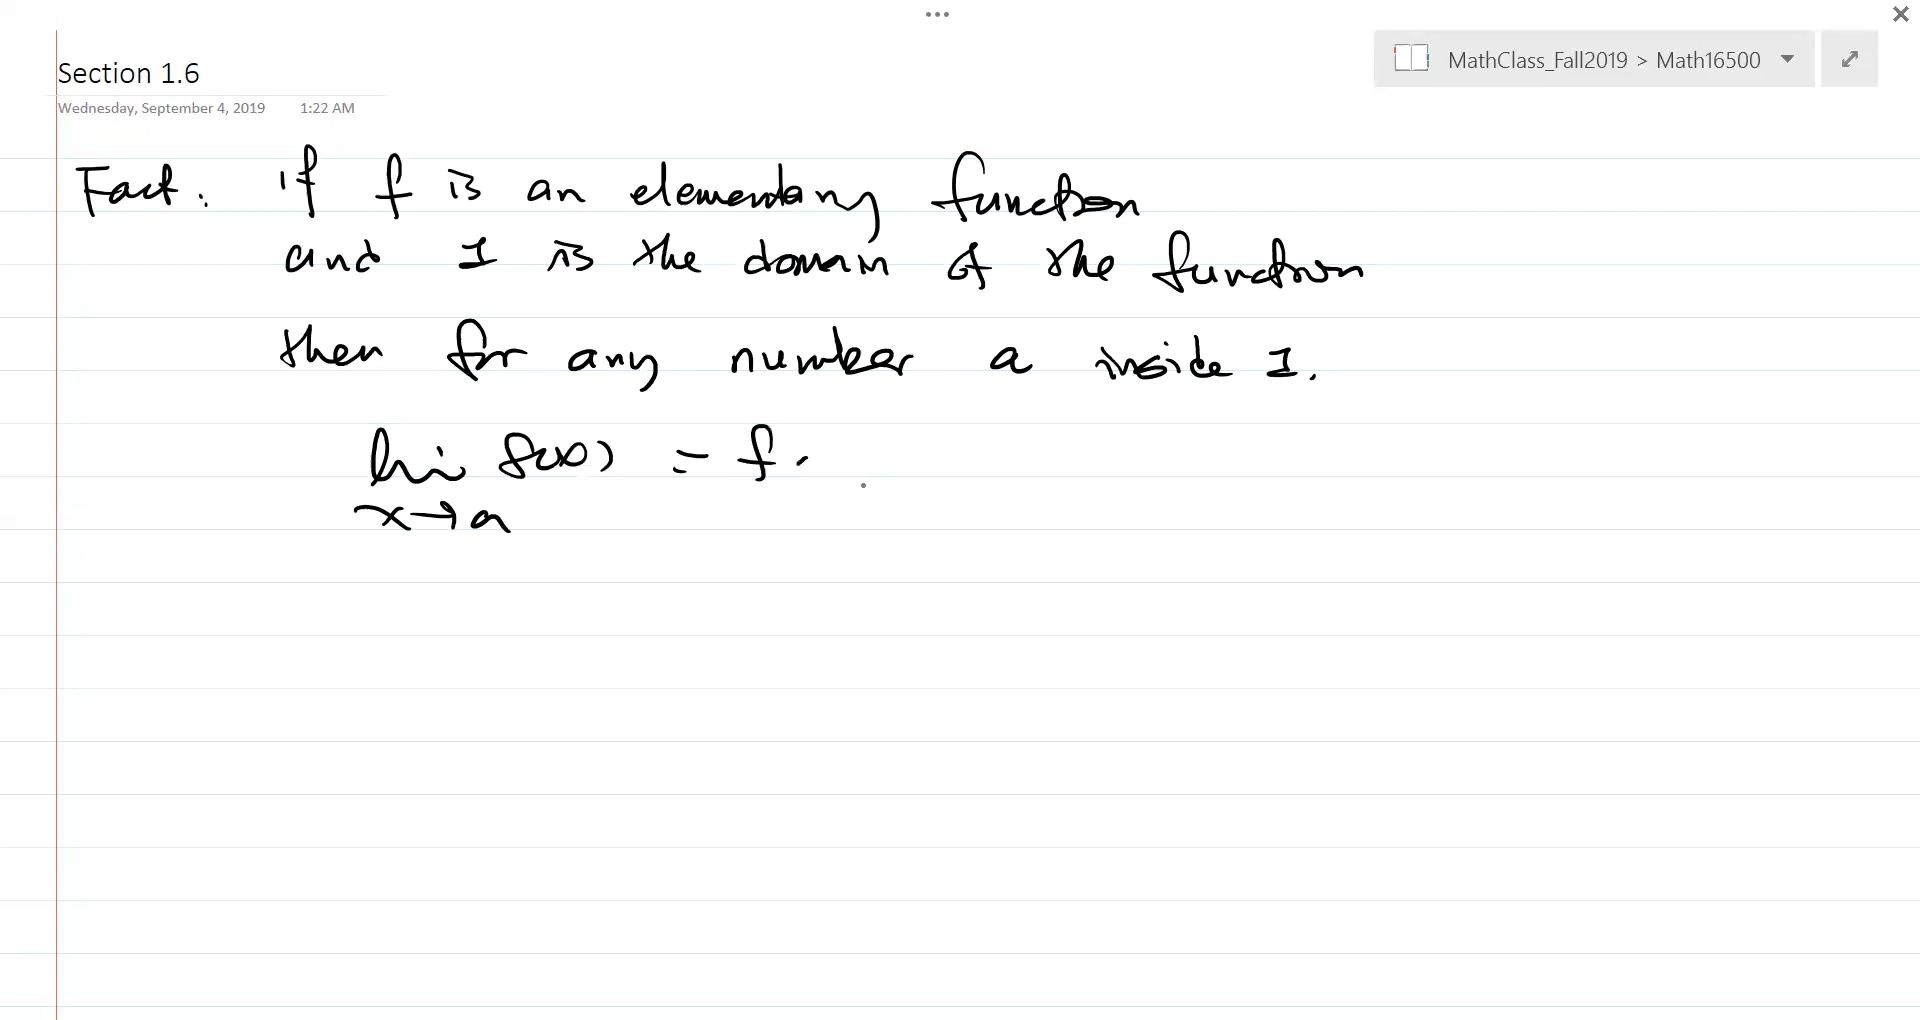 Section 1.6
MathClass_Fall2019 > Math16500
Wednesday, September 4, 2019 1:22 AM
Fact: if f is an elementary function
and I is the domain of the function
then for any number a inside I.
lim f(x) = f
x→a